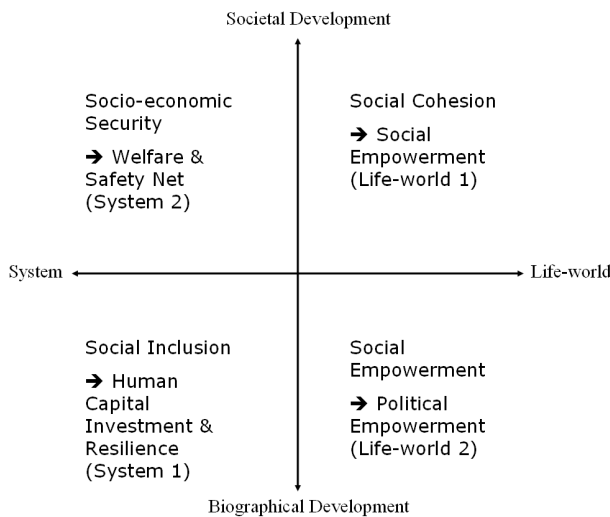 Societal Development
Socio-economic
Security
➔ Welfare &
Safety Net
(System 2)
Social Cohesion
➔ Social
Empowerment
(Life-world 1)
System
Life-world
Social Inclusion
➔ Human
Capital
Investment &
Resilience
(System 1)
Social
Empowerment
➔ Political
Empowerment
(Life-world 2)
Biographical Development